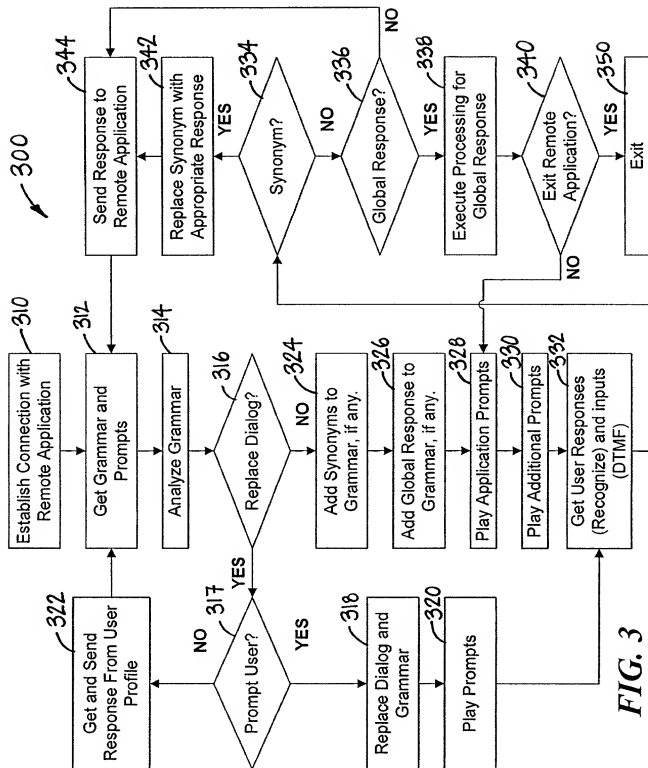 300
310
Establish Connection with
Remote Application
312
Get Grammar and
Prompts
314
Analyze Grammar
316
Replace Dialog?
YES
NO
317
Prompt User?
NO
YES
322
Get and Send
Response From User
Profile
318
Replace Dialog and
Grammar
320
Play Prompts
324
Add Synonyms to
Grammar, if any.
326
Add Global Response to
Grammar, if any.
328
Play Application Prompts
330
Play Additional Prompts
332
Get User Responses
(Recognize) and inputs
(DTMF)
344
Send Response to
Remote Application
342
Replace Synonym with
Appropriate Response
YES
334
Synonym?
NO
336
Global Response?
NO
YES
338
Execute Processing for
Global Response
340
Exit Remote
Application?
NO
YES
350
Exit
FIG. 3